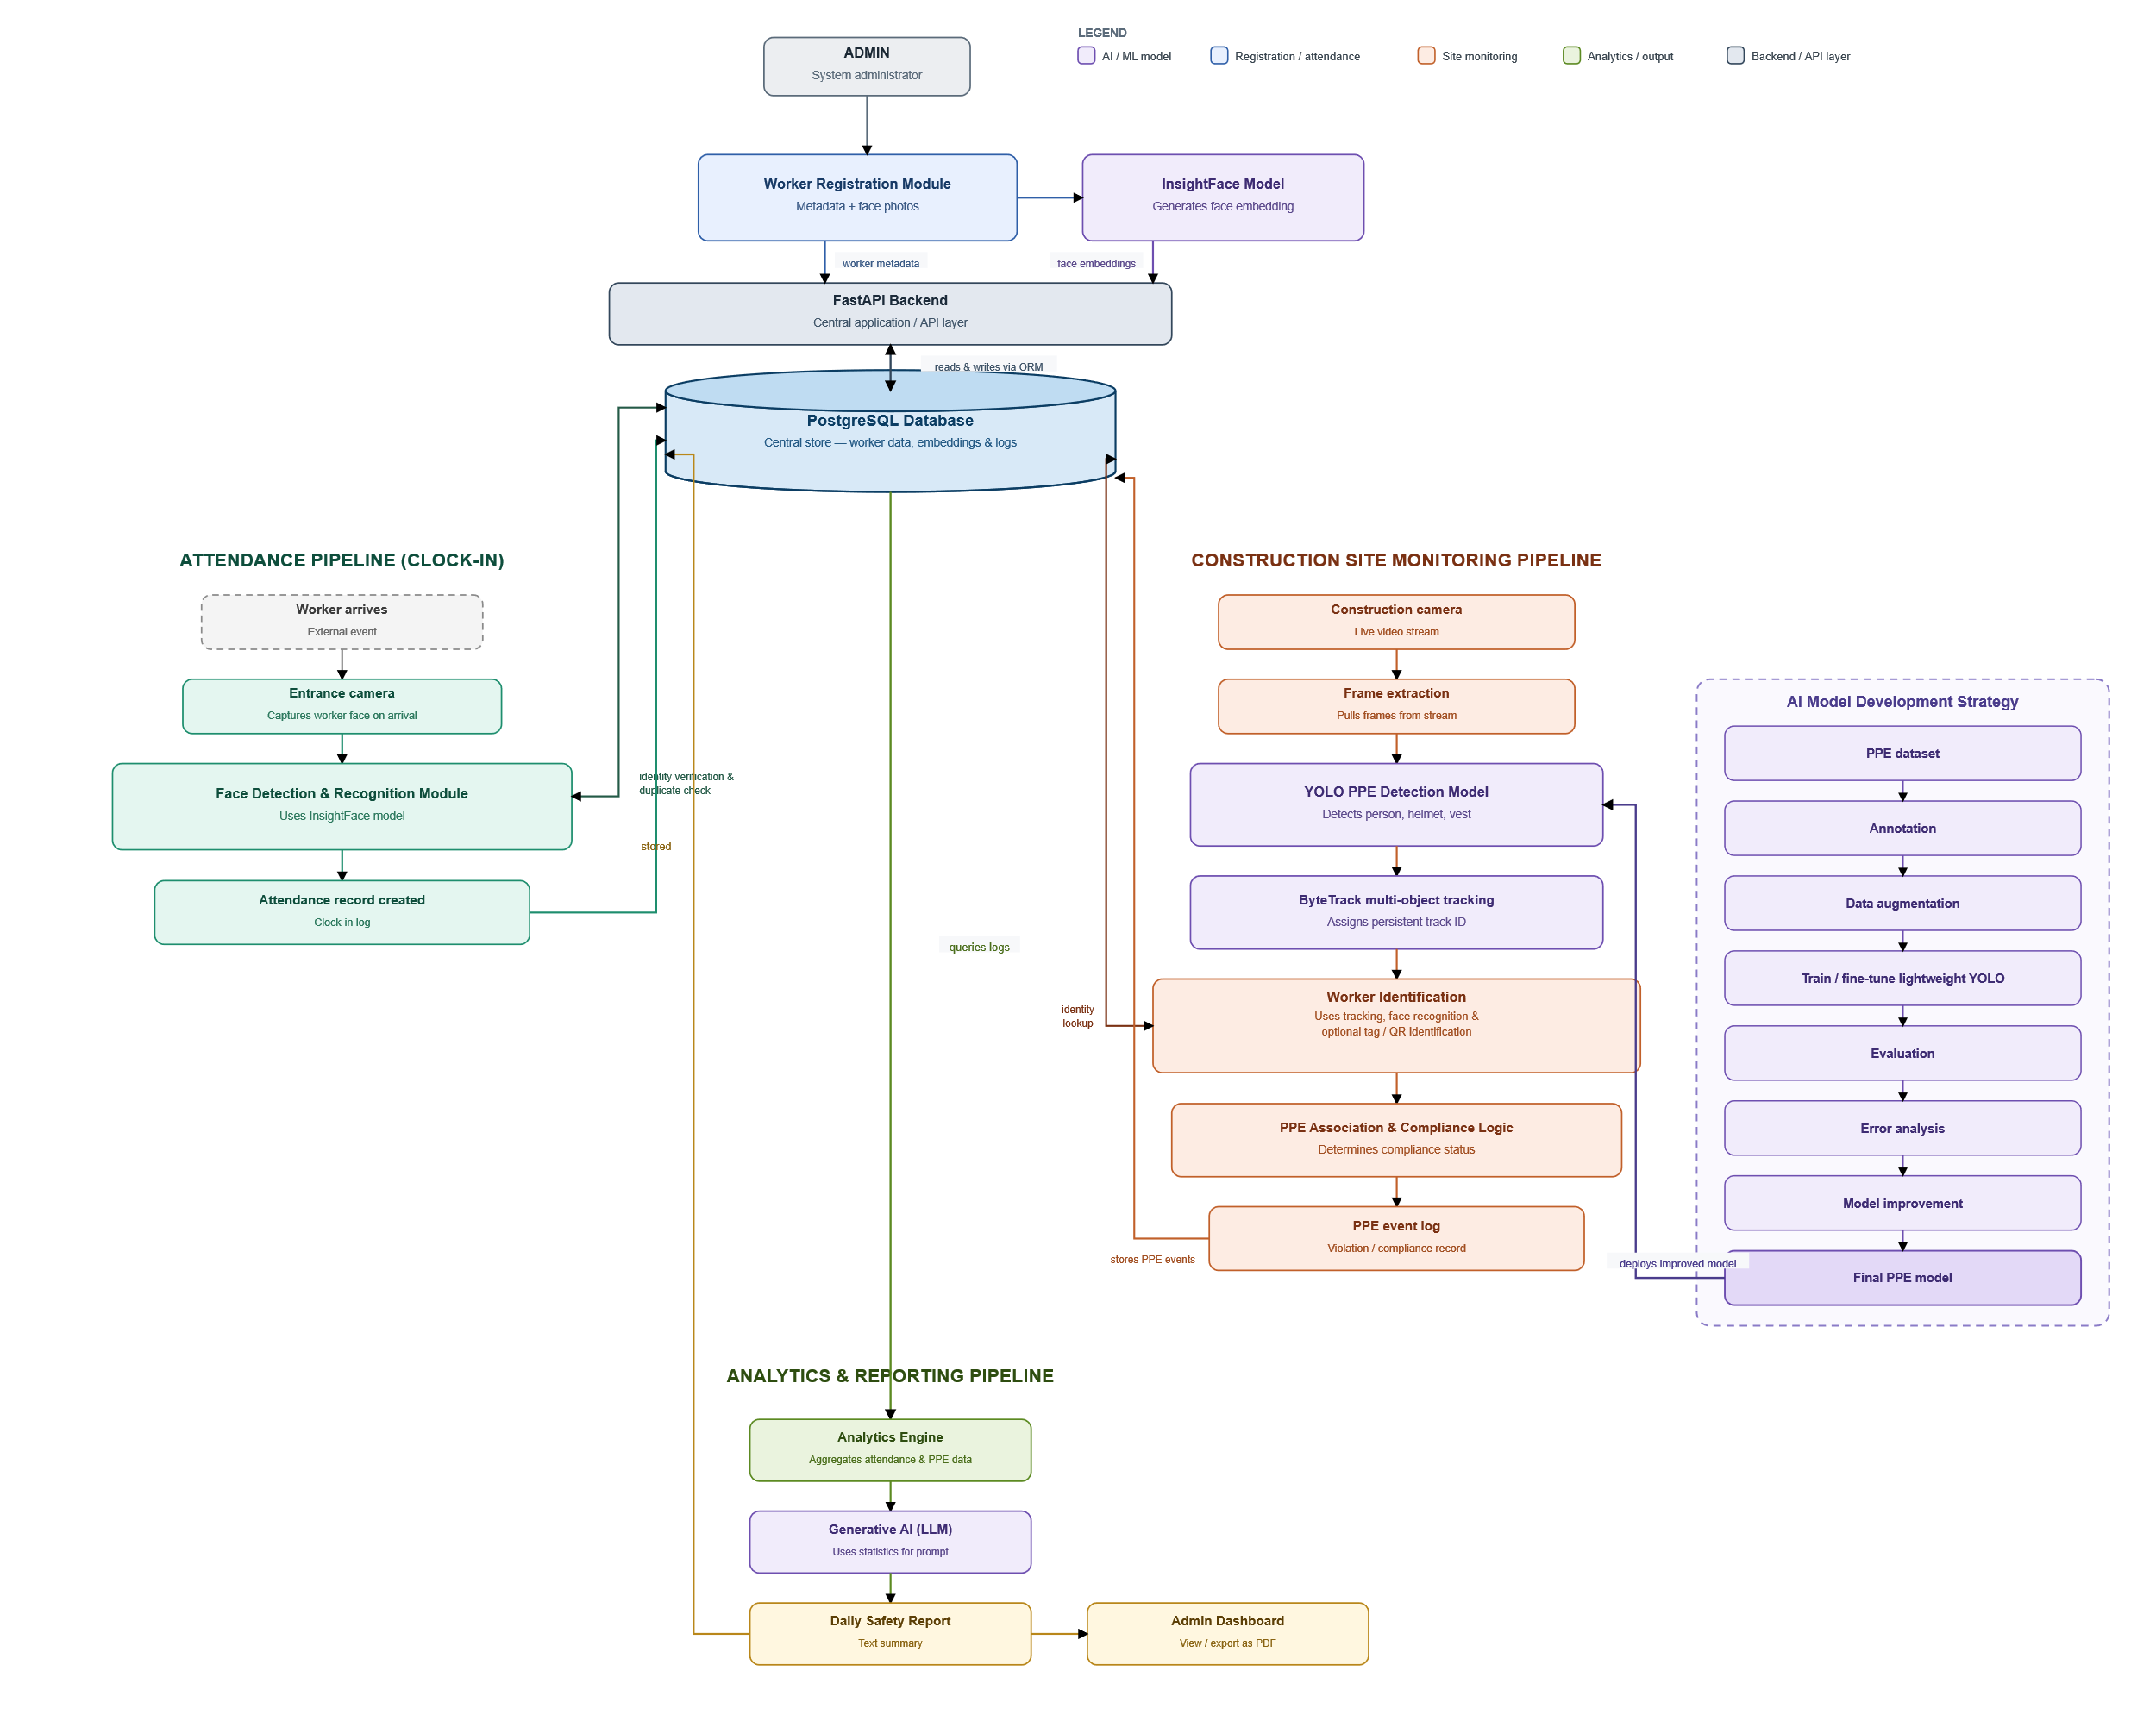 LEGEND
AI / ML model
Registration / attendance
Site monitoring
Analytics / output
Backend / API layer
ADMIN
System administrator
Worker Registration Module
Metadata + face photos
InsightFace Model
Generates face embedding
worker metadata
face embeddings
FastAPI Backend
Central application / API layer
reads & writes via ORM
PostgreSQL Database
Central store — worker data, embeddings & logs
ATTENDANCE PIPELINE (CLOCK-IN)
Worker arrives
External event
Entrance camera
Captures worker face on arrival
Face Detection & Recognition Module
Uses InsightFace model
identity verification &
duplicate check
stored
Attendance record created
Clock-in log
queries logs
CONSTRUCTION SITE MONITORING PIPELINE
Construction camera
Live video stream
Frame extraction
Pulls frames from stream
YOLO PPE Detection Model
Detects person, helmet, vest
ByteTrack multi-object tracking
Assigns persistent track ID
identity
lookup
Worker Identification
Uses tracking, face recognition &
optional tag / QR identification
PPE Association & Compliance Logic
Determines compliance status
PPE event log
Violation / compliance record
stores PPE events
AI Model Development Strategy
PPE dataset
Annotation
Data augmentation
Train / fine-tune lightweight YOLO
Evaluation
Error analysis
Model improvement
deploys improved model
Final PPE model
ANALYTICS & REPORTING PIPELINE
Analytics Engine
Aggregates attendance & PPE data
Generative AI (LLM)
Uses statistics for prompt
Daily Safety Report
Text summary
Admin Dashboard
View / export as PDF